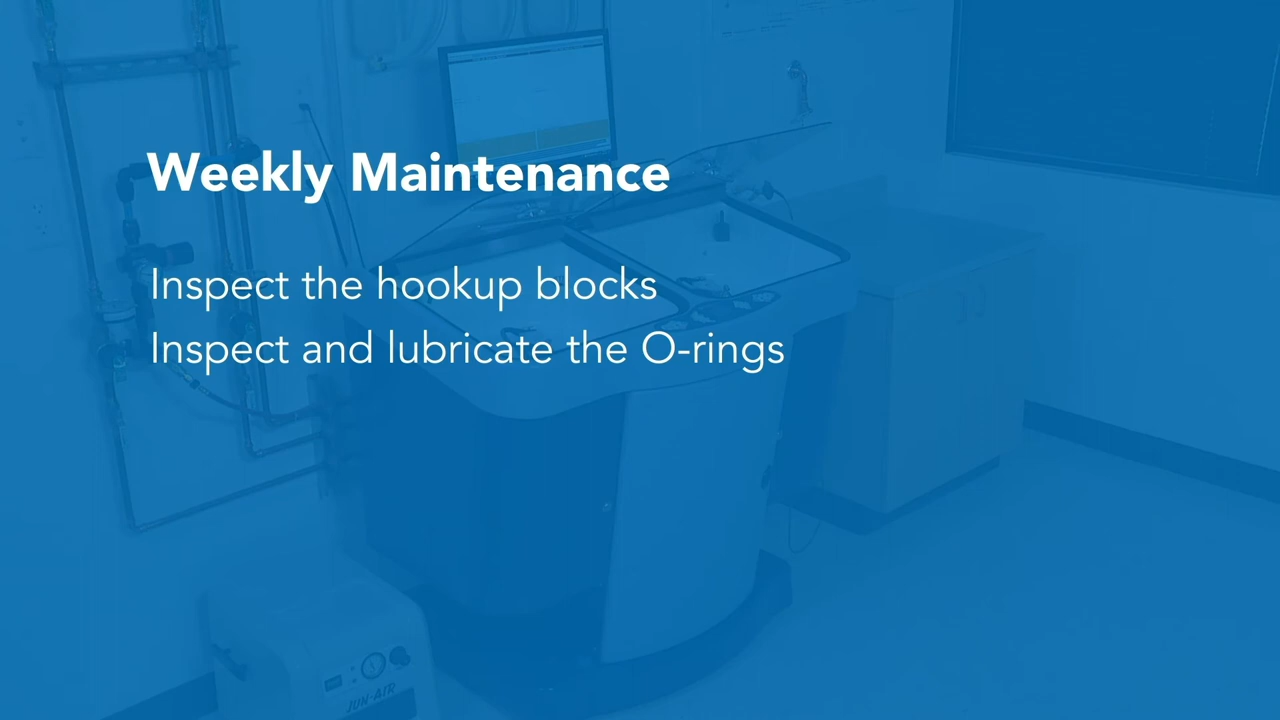 Weekly Maintenance
Inspect the hookup blocks
Inspect and lubricate the O-rings
JUN-AIR